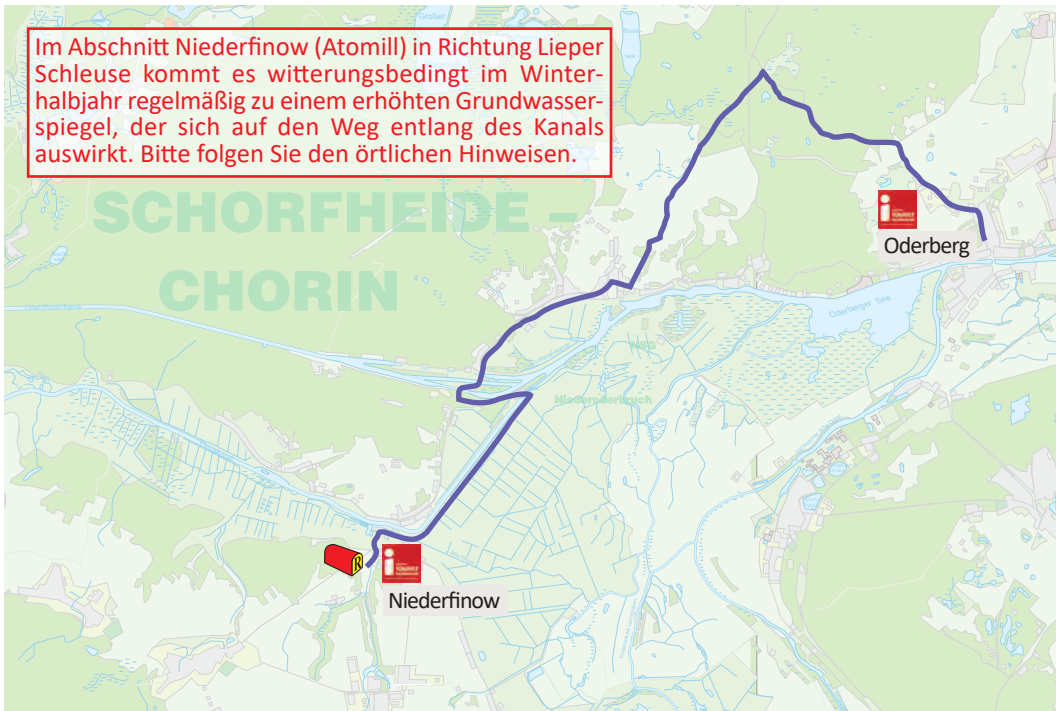 Im Abschnitt Niederfinow (Atomill) in Richtung Lieper
Schleuse kommt es witterungsbedingt im Winter-
halbjahr regelmäßig zu einem erhöhten Grundwasser-
spiegel, der sich auf den Weg entlang des Kanals
auswirkt. Bitte folgen Sie den örtlichen Hinweisen.
SCHORFHEIDE –
CHORIN
i
Oderberg
Oderberger See
NSG
Niederoderbruch
R
i
Niederfinow